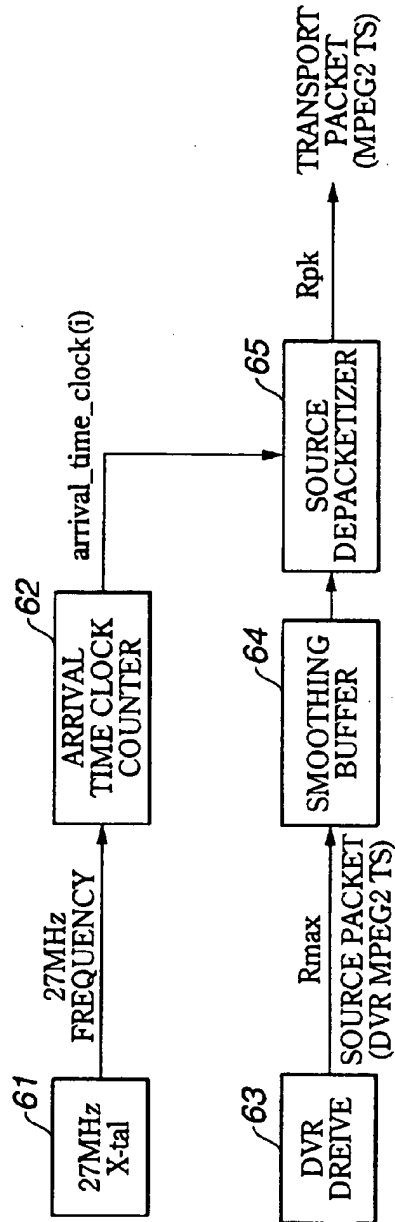 61
27MHz
X-tal
27MHz
FREQUENCY
62
ARRIVAL
TIME CLOCK
COUNTER
arrival_time_clock(i)
63
DVR
DREIVE
Rmax
SOURCE PACKET
(DVR MPEG2 TS)
64
SMOOTHING
BUFFER
65
SOURCE
DEPACKETIZER
Rpk
TRANSPORT
PACKET
(MPEG2 TS)